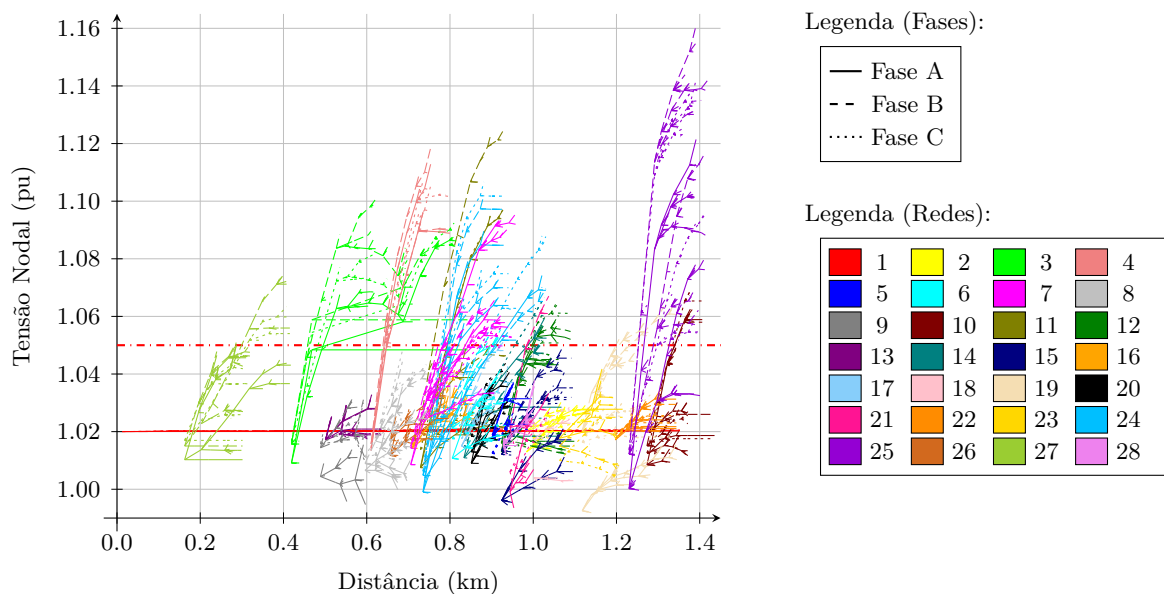 1.16
1.14
1.12
1.10
1.08
1.06
1.04
1.02
1.00
Tensão Nodal (pu)
0.0 0.2 0.4 0.6 0.8 1.0 1.2 1.4
Distância (km)
Legenda (Fases):
Fase A
Fase B
Fase C
Legenda (Redes):
1 2 3 4
5 6 7 8
9 10 11 12
13 14 15 16
17 18 19 20
21 22 23 24
25 26 27 28